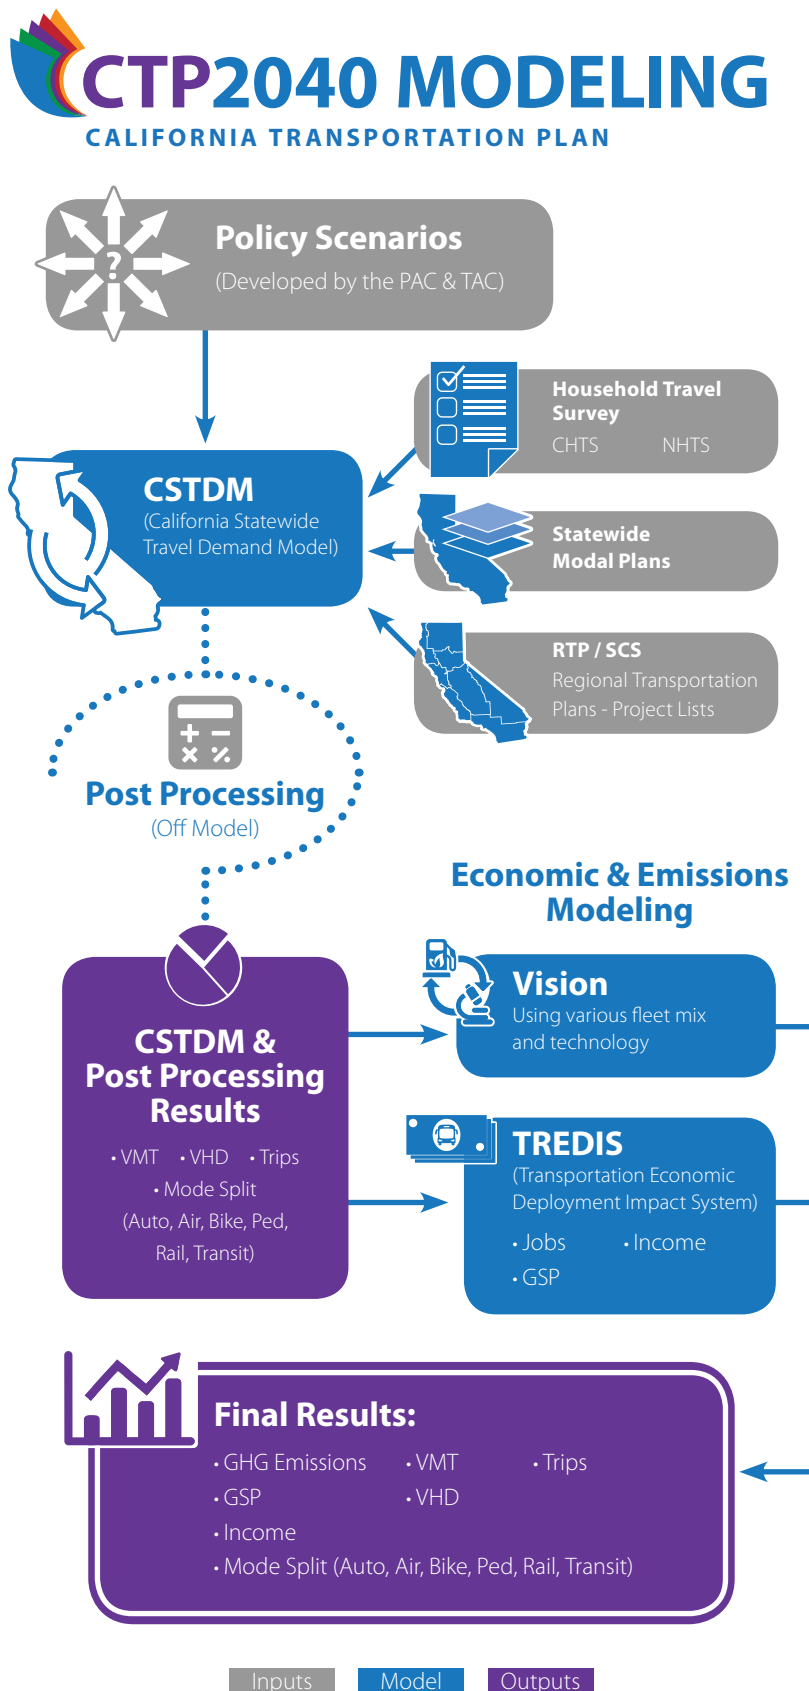 CTP2040 MODELING
CALIFORNIA TRANSPORTATION PLAN
?
Policy Scenarios
(Developed by the PAC & TAC)
Household Travel
Survey
CHTS NHTS
CSTDM
(California Statewide
Travel Demand Model)
Statewide
Modal Plans
RTP / SCS
Regional Transportation
Plans - Project Lists
Post Processing
(Off Model)
Economic & Emissions
Modeling
Vision
Using various fleet mix
and technology
CSTDM &
Post Processing
Results
• VMT • VHD • Trips
• Mode Split
(Auto, Air, Bike, Ped,
Rail, Transit)
TREDIS
(Transportation Economic
Deployment Impact System)
• Jobs • Income
• GSP
Final Results:
• GHG Emissions • VMT • Trips
• GSP • VHD
• Income
• Mode Split (Auto, Air, Bike, Ped, Rail, Transit)
Inputs Model Outputs